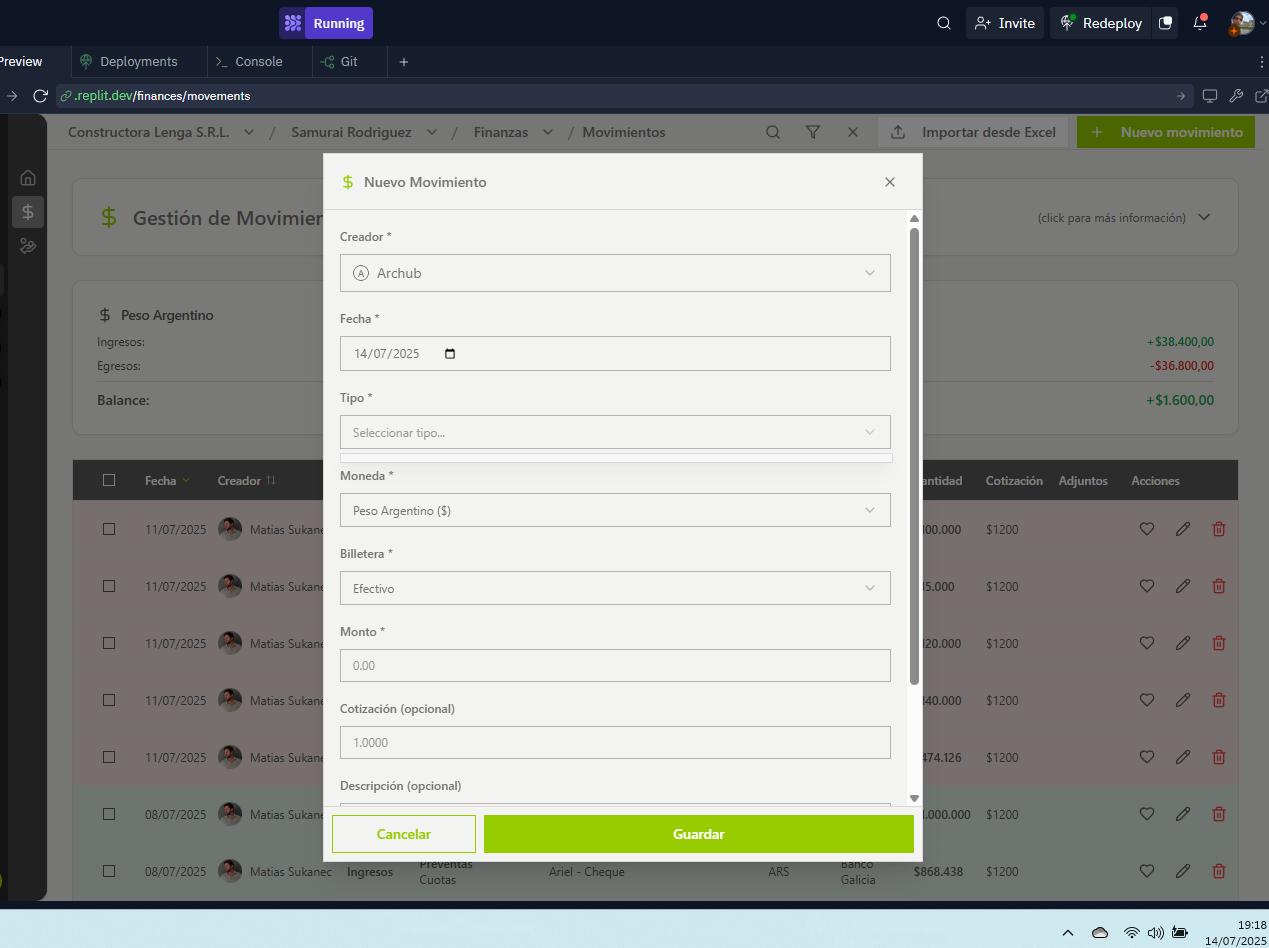 Running
Invite
Redeploy
Preview
Deployments
Console
Git
.replit.dev/finances/movements
Constructora Lenga S.R.L. / Samurai Rodriguez / Finanzas / Movimientos
Importar desde Excel
+ Nuevo movimiento
$ Nuevo Movimiento
$ Gestión de Movimien
(click para más información)
Creador *
A Archub
$ Peso Argentino
Ingresos: +$38.400,00
Egresos: -$36.800,00
Balance: +$1.600,00
Fecha *
14/07/2025
Tipo *
Seleccionar tipo...
Moneda *
Peso Argentino ($)
Billetera *
Efectivo
Monto *
0.00
Cotización (opcional)
1.0000
Descripción (opcional)
Cancelar
Guardar
Fecha Creador antidad Cotización Adjuntos Acciones
11/07/2025 Matias Sukane 00.000 $1200
11/07/2025 Matias Sukane 5.000 $1200
11/07/2025 Matias Sukane 20.000 $1200
11/07/2025 Matias Sukane 40.000 $1200
11/07/2025 Matias Sukane 474.126 $1200
08/07/2025 Matias Sukane .000.000 $1200
08/07/2025 Matias Sukanec Ingresos Preventas Cuotas Ariel - Cheque ARS Banco Galicia $868.438 $1200
19:18
14/07/2025